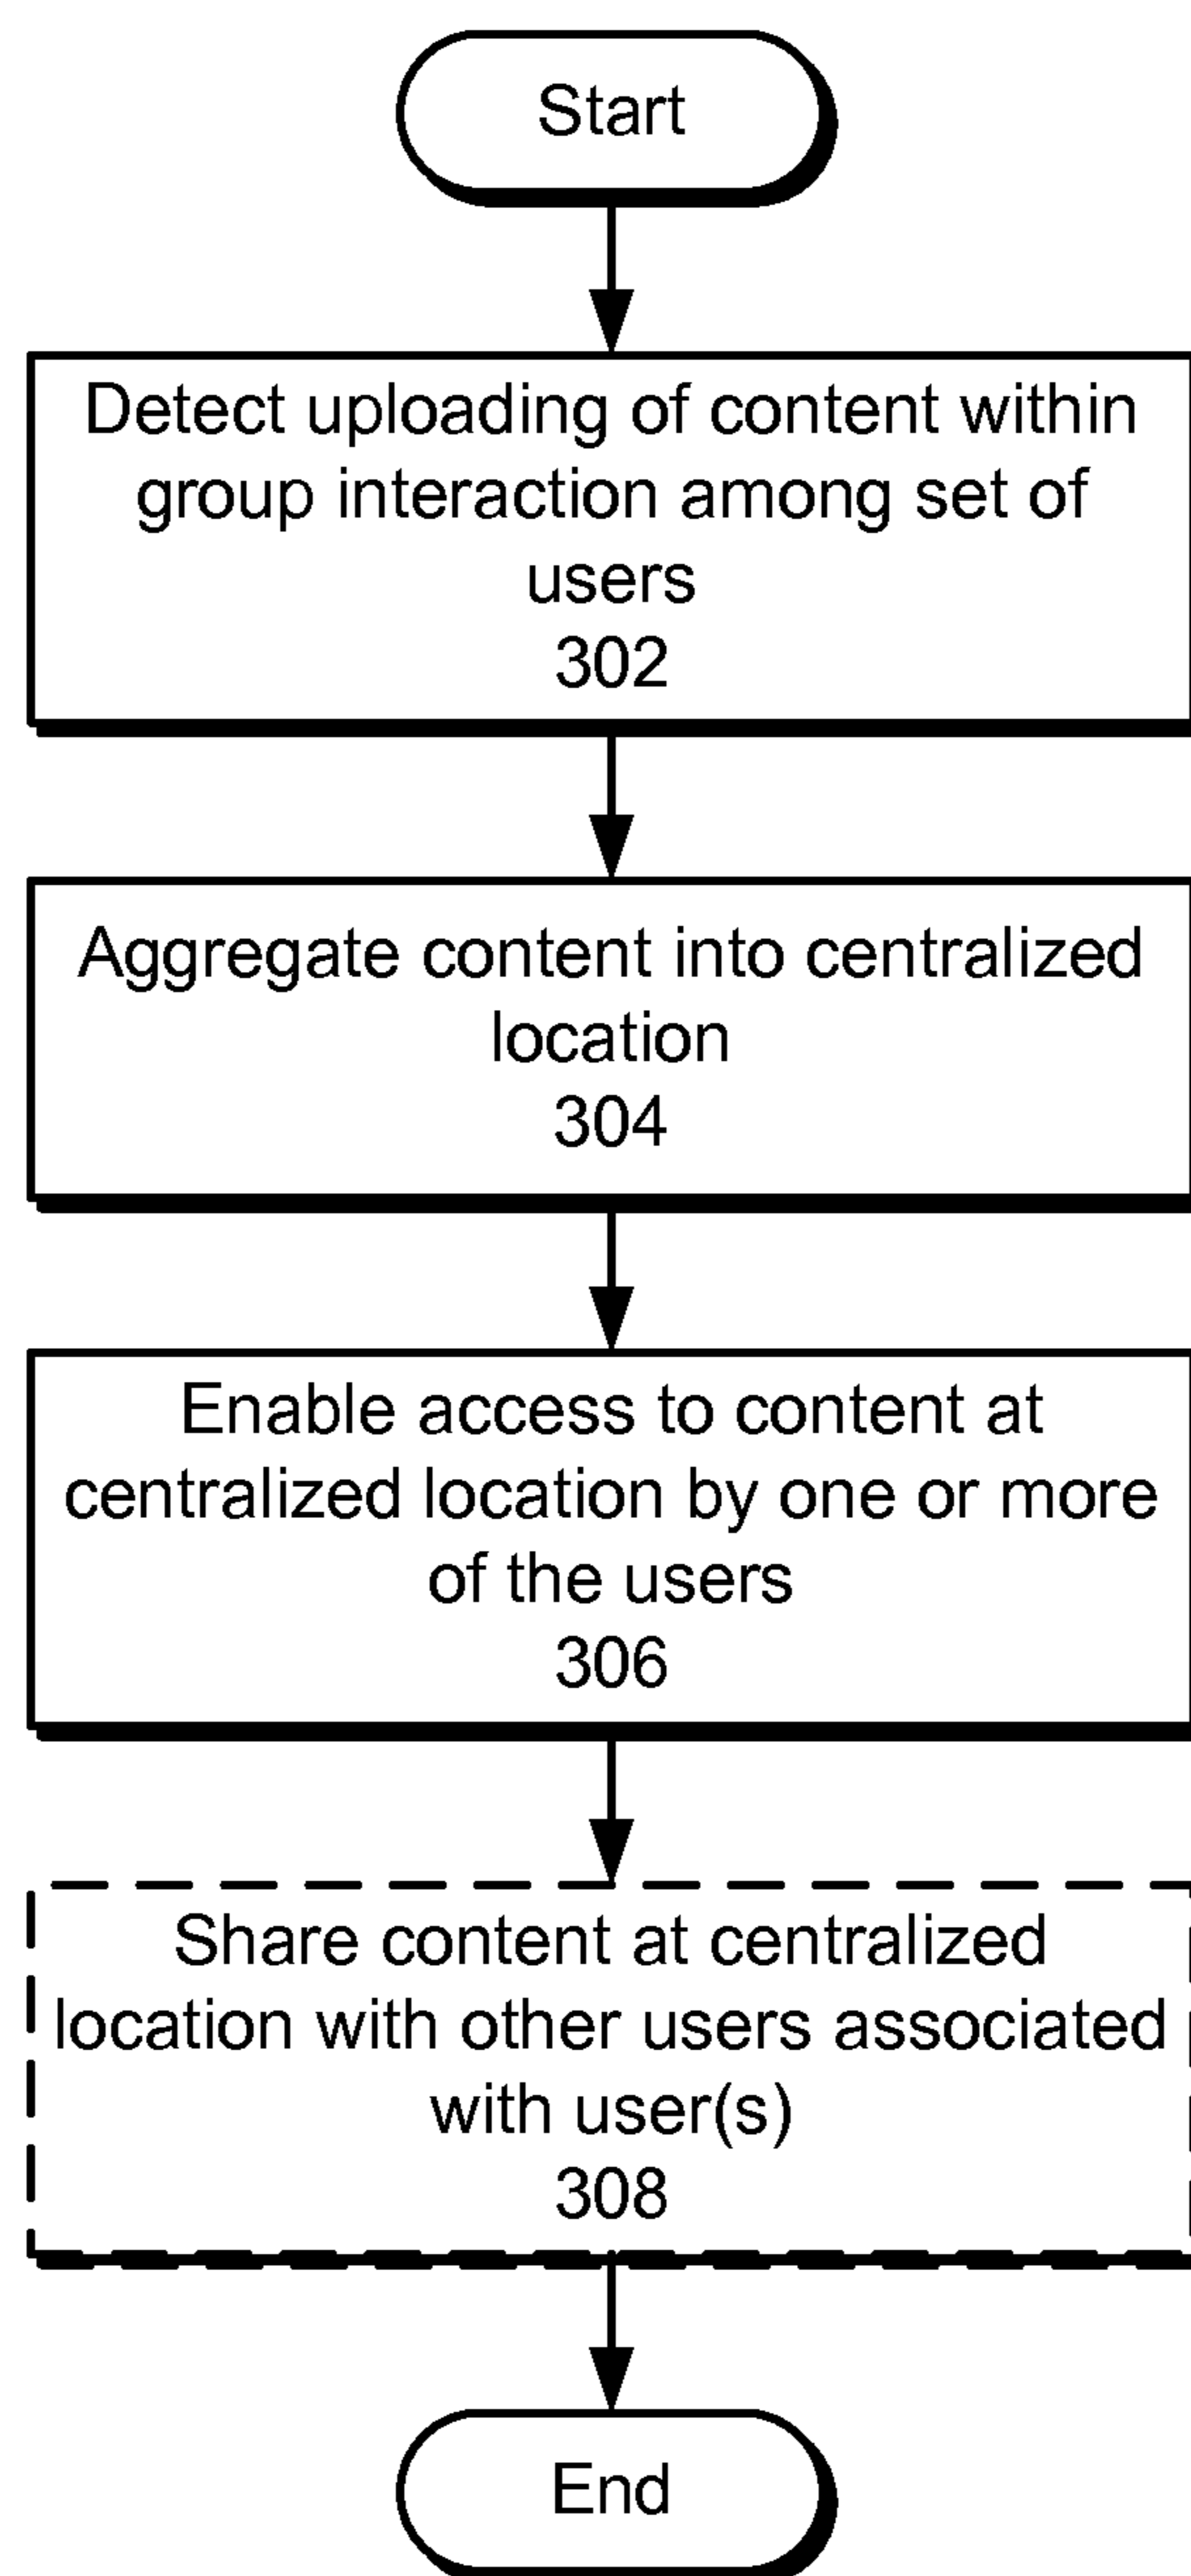 Start
Detect uploading of content within
group interaction among set of
users
302
Aggregate content into centralized
location
304
Enable access to content at
centralized location by one or more
of the users
306
Share content at centralized
location with other users associated
with user(s)
308
End